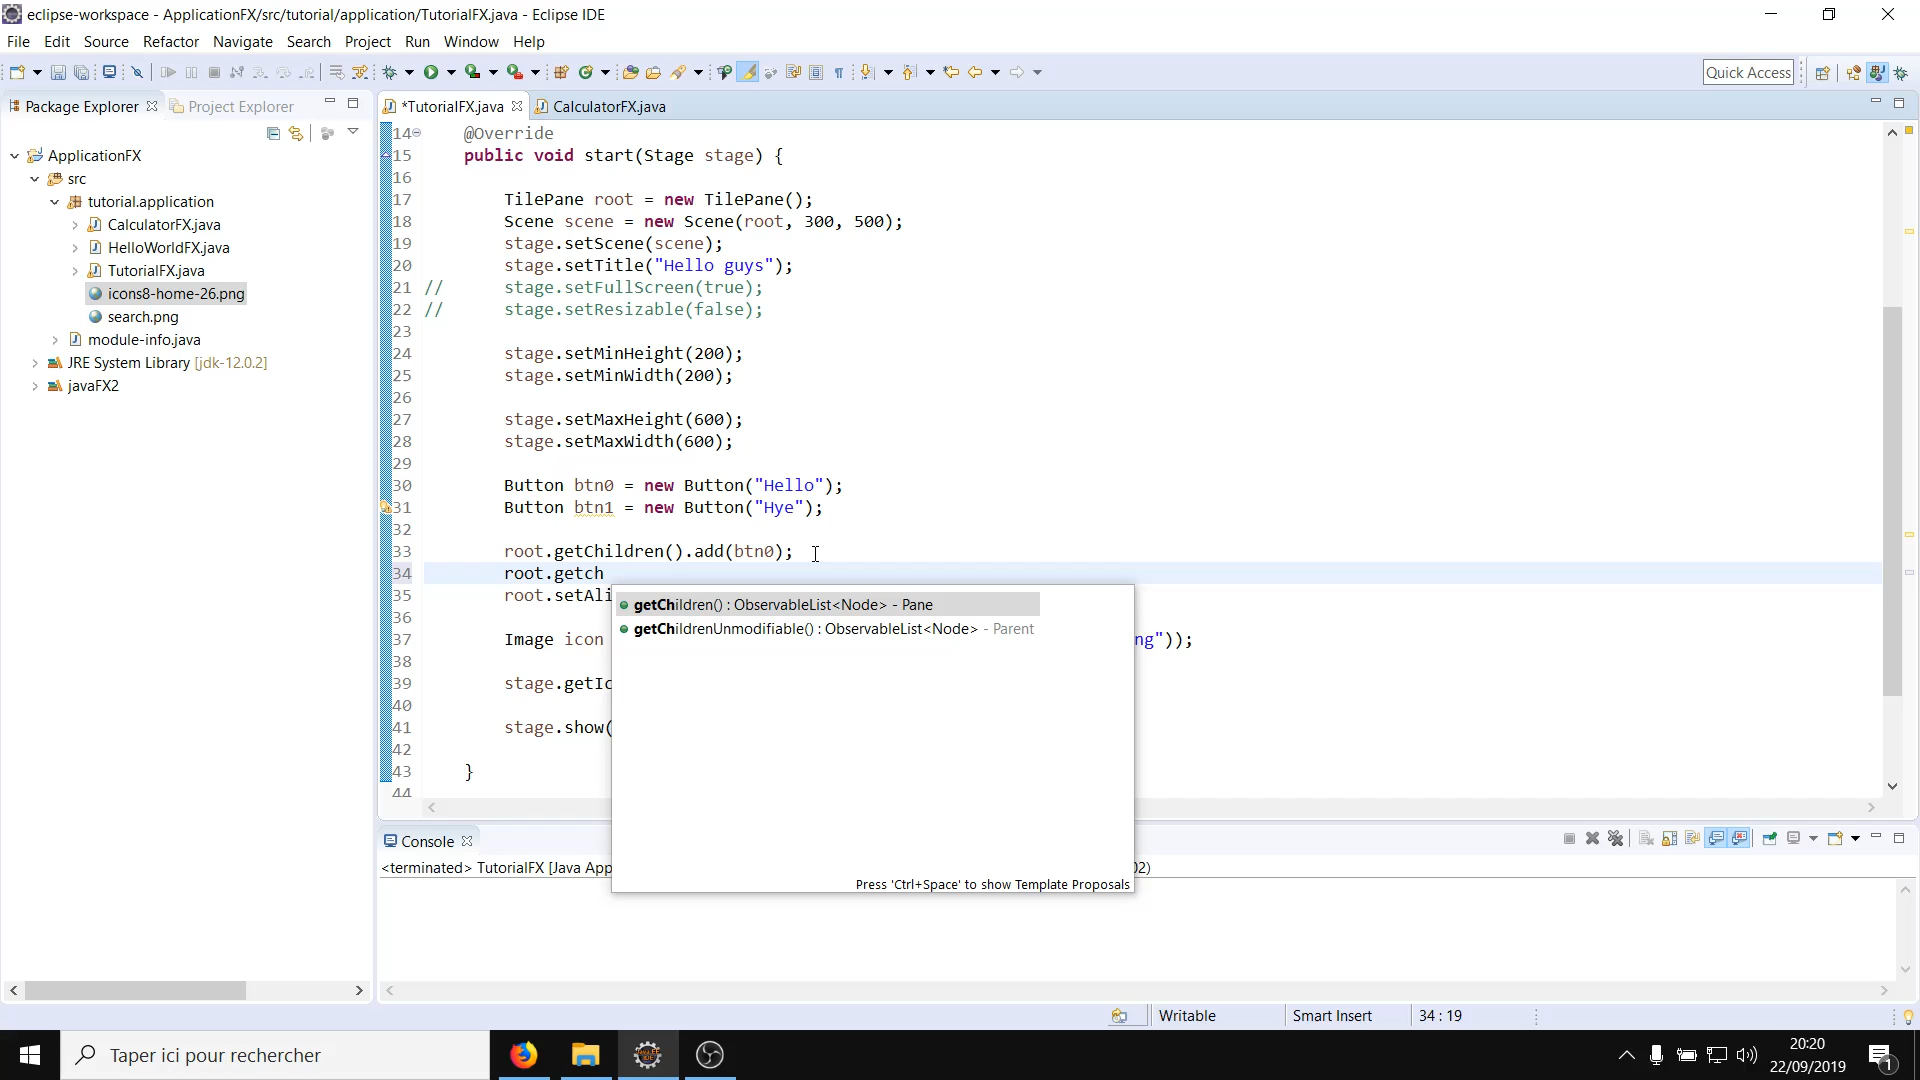 eclipse-workspace - ApplicationFX/src/tutorial/application/TutorialFX.java - Eclipse IDE
File Edit Source Refactor Navigate Search Project Run Window Help
Quick Access
Package Explorer Project Explorer
*TutorialFX.java CalculatorFX.java
ApplicationFX
src
tutorial.application
CalculatorFX.java
HelloWorldFX.java
TutorialFX.java
icons8-home-26.png
search.png
module-info.java
JRE System Library [jdk-12.0.2]
javaFX2
14 @Override
15 public void start(Stage stage) {
16
17 TilePane root = new TilePane();
18 Scene scene = new Scene(root, 300, 500);
19 stage.setScene(scene);
20 stage.setTitle("Hello guys");
21 // stage.setFullScreen(true);
22 // stage.setResizable(false);
23
24 stage.setMinHeight(200);
25 stage.setMinWidth(200);
26
27 stage.setMaxHeight(600);
28 stage.setMaxWidth(600);
29
30 Button btn0 = new Button("Hello");
31 Button btn1 = new Button("Hye");
32
33 root.getChildren().add(btn0);
34 root.getch
35 root.setAli
36
37 Image icon ng"));
38
39 stage.getIc
40
41 stage.show(
42
43 }
44
getChildren() : ObservableList<Node> - Pane
getChildrenUnmodifiable() : ObservableList<Node> - Parent
Press 'Ctrl+Space' to show Template Proposals
Console
<terminated> TutorialFX [Java App 02)
Writable Smart Insert 34 : 19
Taper ici pour rechercher
20:20
22/09/2019
1